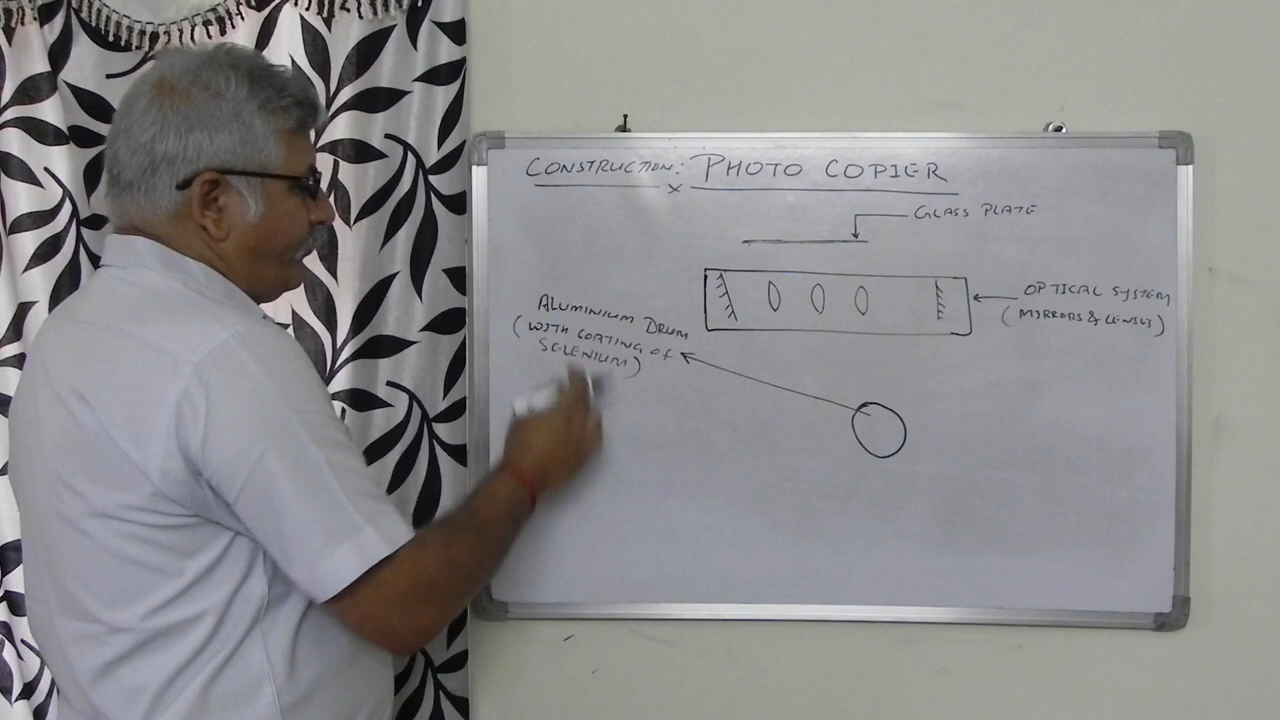 CONSTRUCTION: PHOTO COPIER
GLASS PLATE
OPTICAL SYSTEM
(MIRRORS & LENSES)
ALUMINIUM DRUM
(WITH COATING OF
SELENIUM)